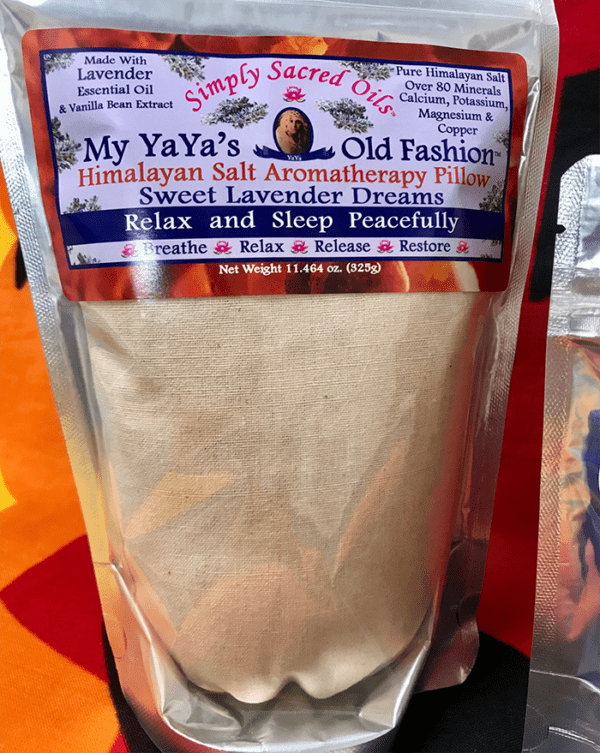 Made With
Lavender
Essential Oil
& Vanilla Bean Extract
Simply Sacred Oils™
Pure Himalayan Salt
Over 80 Minerals
Calcium, Potassium,
Magnesium &
Copper
My YaYa's
YaYa
Old Fashion™
Himalayan Salt Aromatherapy Pillow
Sweet Lavender Dreams
Relax and Sleep Peacefully
Breathe Relax Release Restore
Net Weight 11.464 oz. (325g)